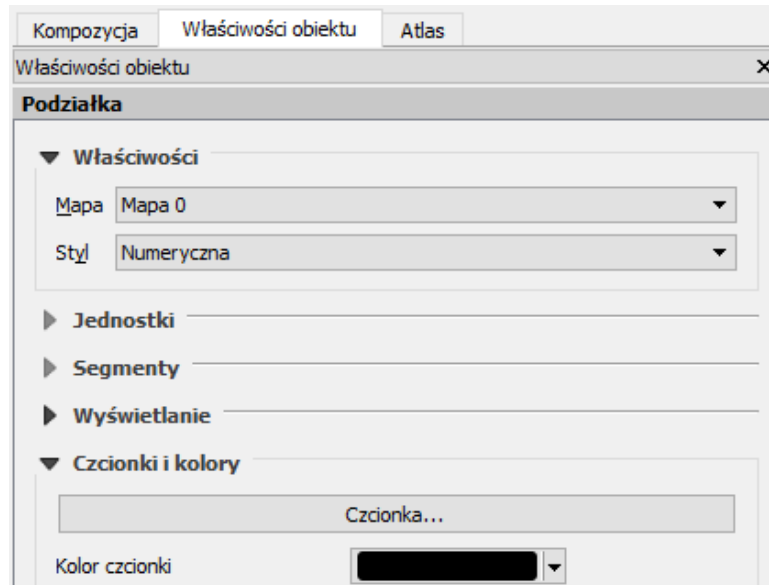 Kompozycja Właściwości obiektu Atlas
Właściwości obiektu
Podziałka
Właściwości
Mapa Mapa 0
Styl Numeryczna
Jednostki
Segmenty
Wyświetlanie
Czcionki i kolory
Czcionka...
Kolor czcionki